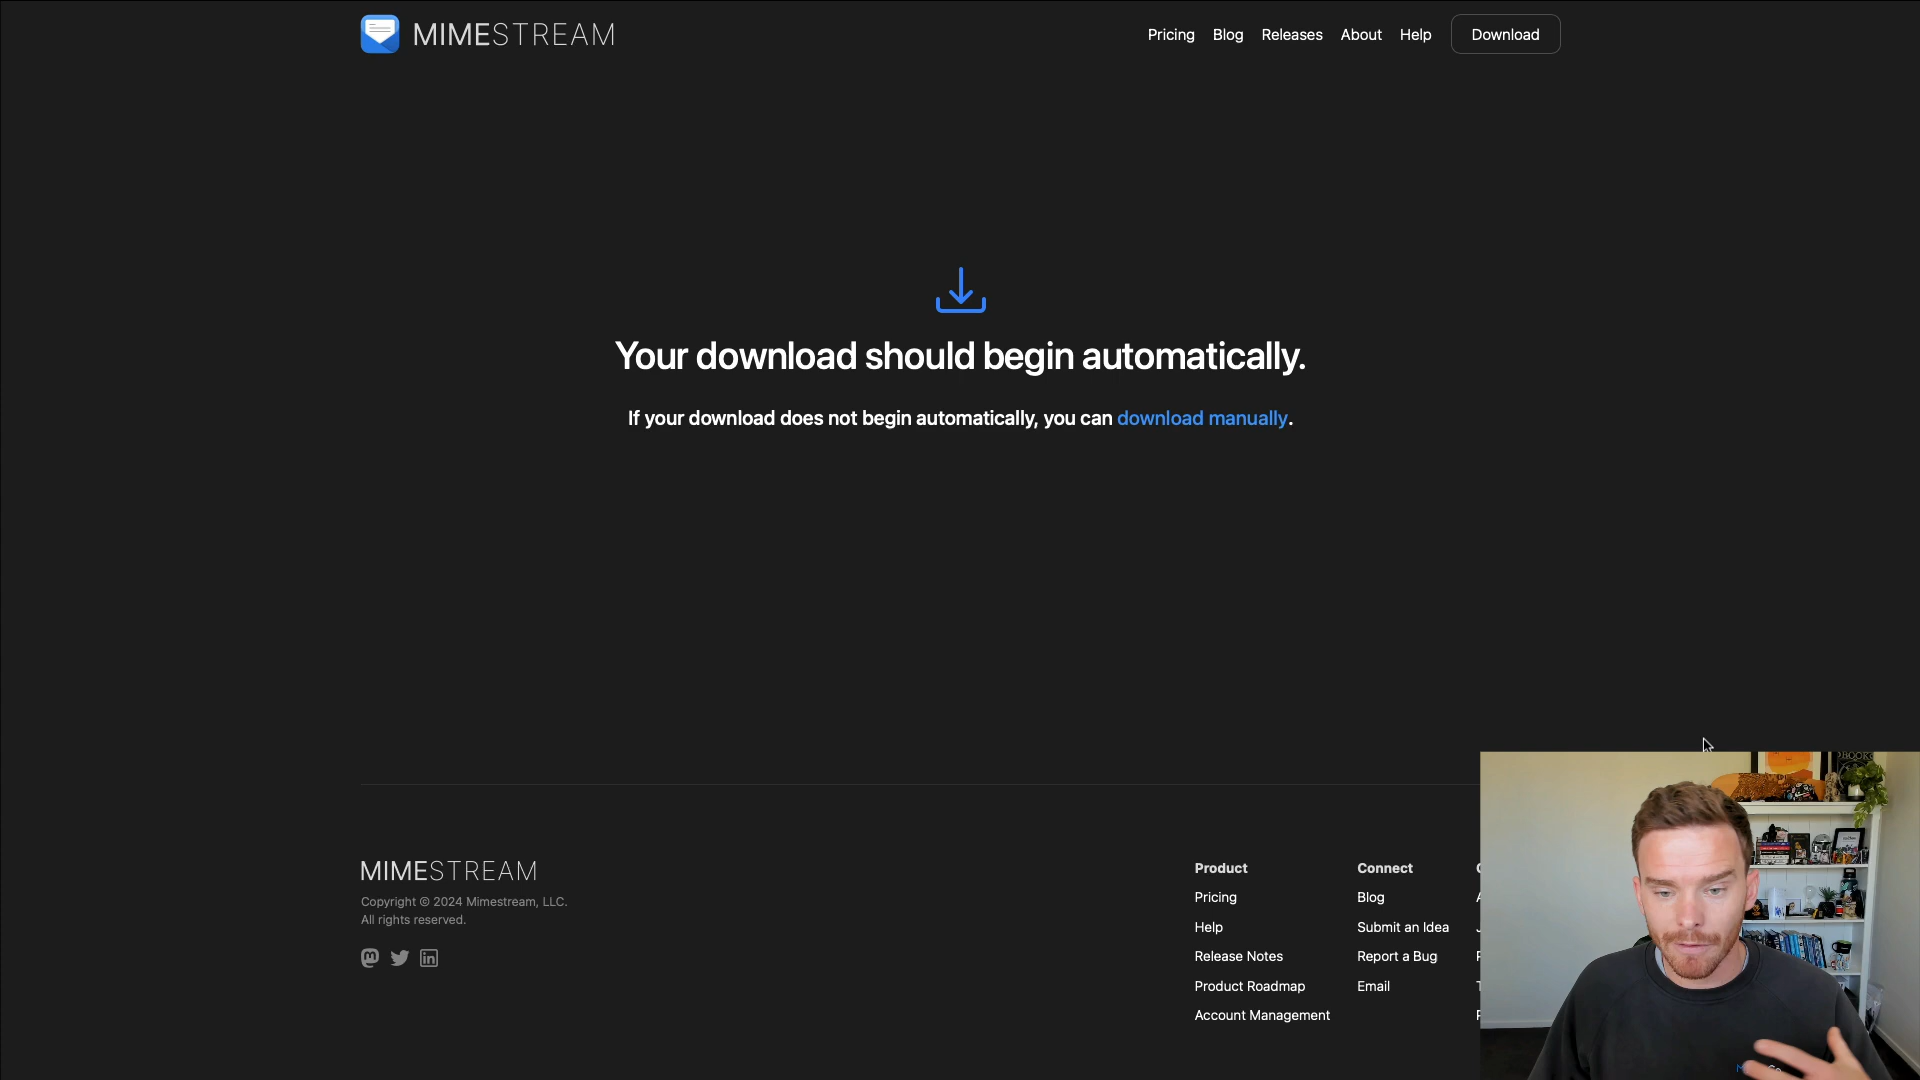 MIMESTREAM
Pricing Blog Releases About Help Download
Your download should begin automatically.
If your download does not begin automatically, you can download manually.
MIMESTREAM
Copyright © 2024 Mimestream, LLC.
All rights reserved.
Product
Pricing
Help
Release Notes
Product Roadmap
Account Management
Connect
Blog
Submit an Idea
Report a Bug
Email